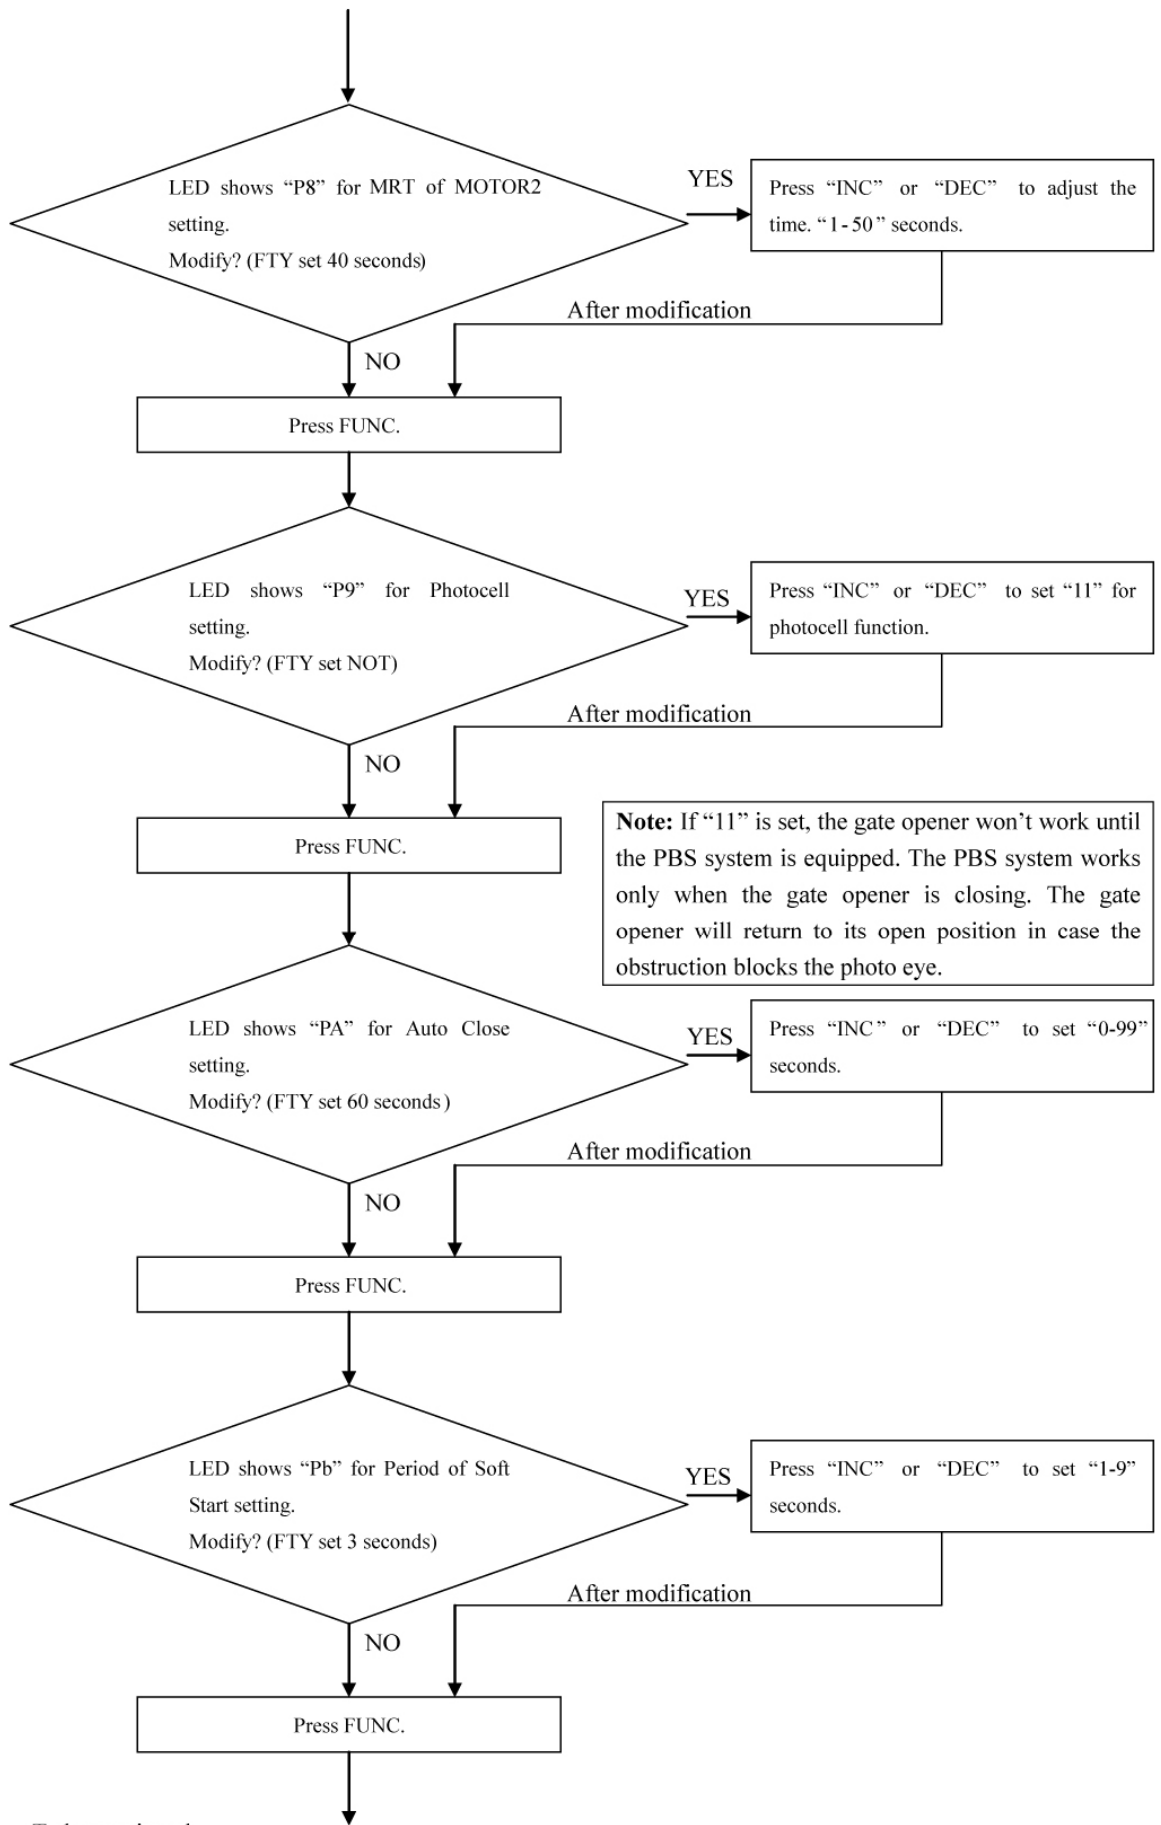 LED shows “P8” for MRT of MOTOR2
setting.
Modify? (FTY set 40 seconds)
YES
Press “INC” or “DEC” to adjust the
time. “1-50” seconds.
After modification
NO
Press FUNC.
LED shows “P9” for Photocell
setting.
Modify? (FTY set NOT)
YES
Press “INC” or “DEC” to set “11” for
photocell function.
After modification
NO
Press FUNC.
Note: If “11” is set, the gate opener won’t work until
the PBS system is equipped. The PBS system works
only when the gate opener is closing. The gate
opener will return to its open position in case the
obstruction blocks the photo eye.
LED shows “PA” for Auto Close
setting.
Modify? (FTY set 60 seconds)
YES
Press “INC” or “DEC” to set “0-99”
seconds.
After modification
NO
Press FUNC.
LED shows “Pb” for Period of Soft
Start setting.
Modify? (FTY set 3 seconds)
YES
Press “INC” or “DEC” to set “1-9”
seconds.
After modification
NO
Press FUNC.